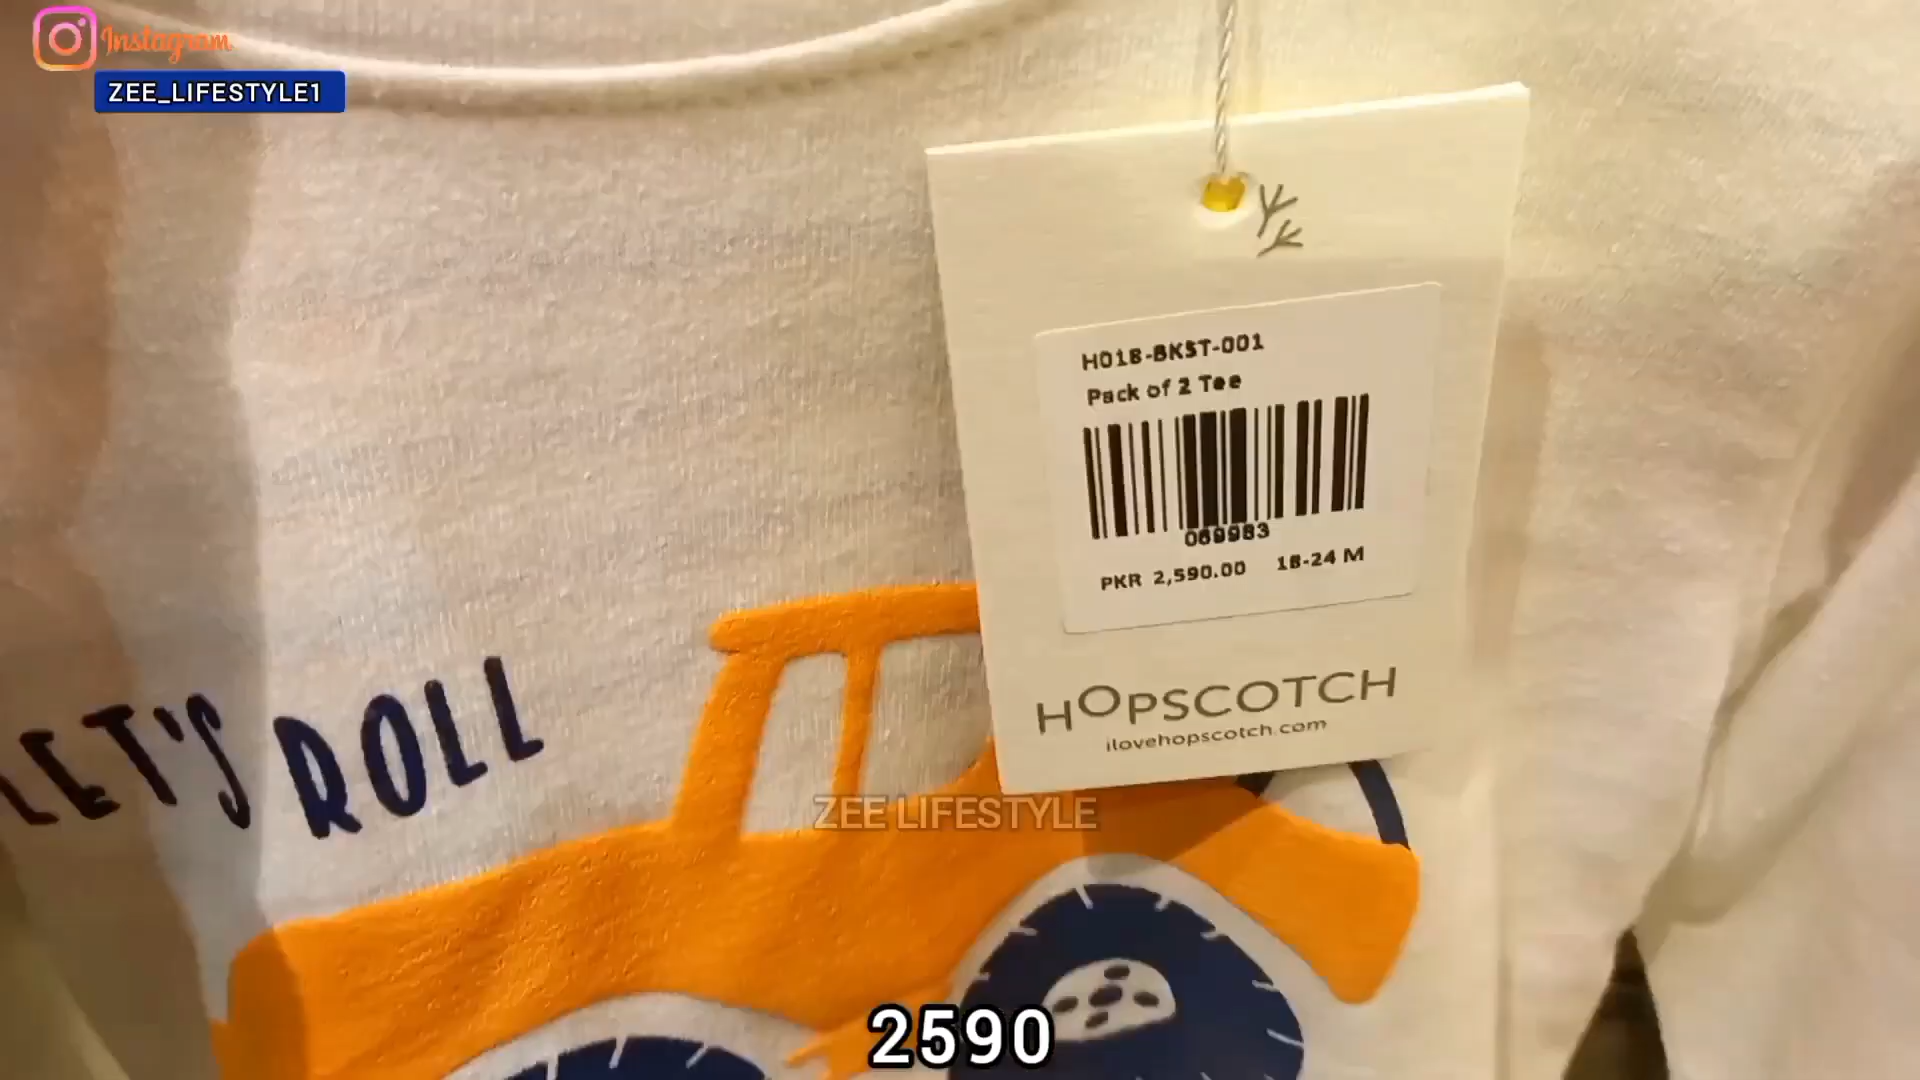 Instagram
ZEE_LIFESTYLE1
H018-BKST-001
Pack of 2 Tee
069983
PKR 2,590.00 18-24 M
HOPSCOTCH
ilovehopscotch.com
LET'S ROLL
ZEE LIFESTYLE
2590